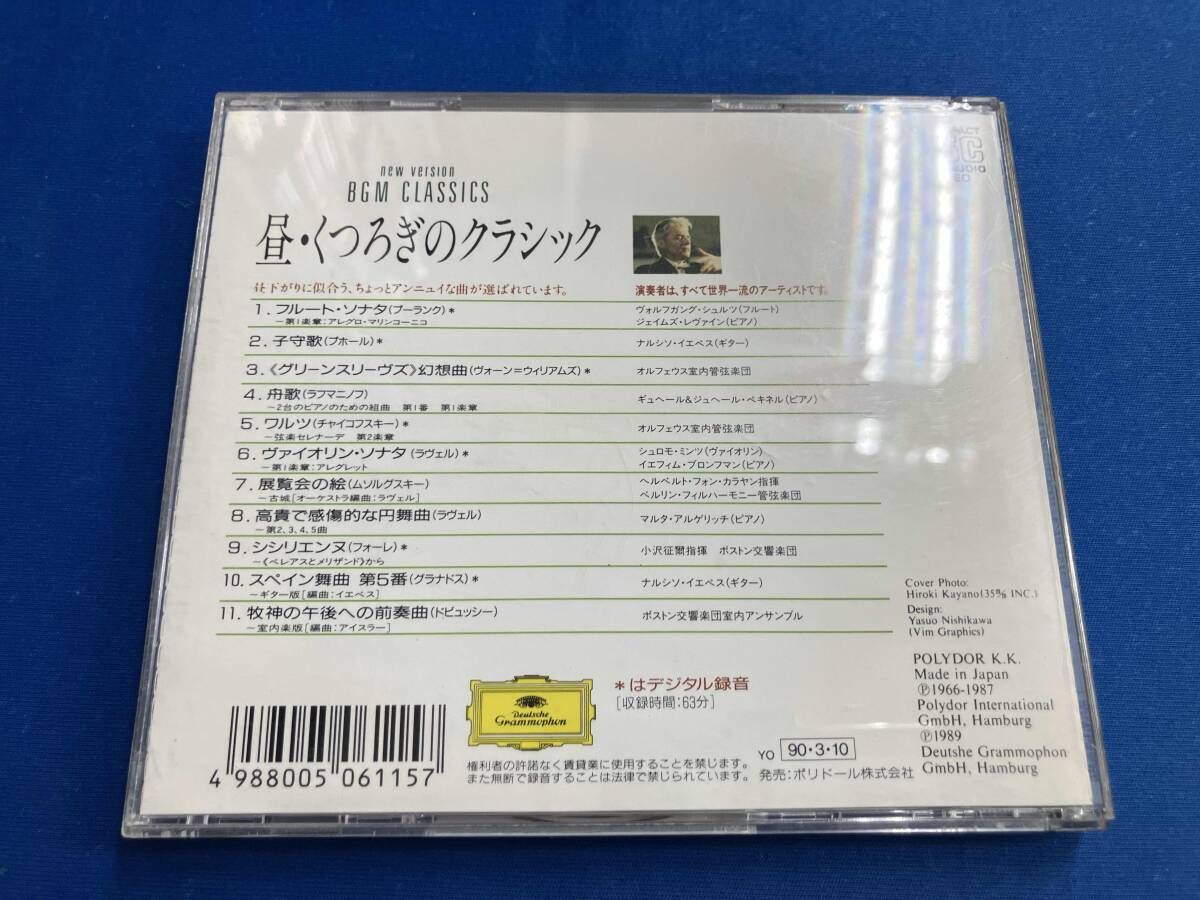 new version
BGM CLASSICS
昼・くつろぎのクラシック
昼下がりに似合う、ちょっとアンニュイな曲が選ばれています。
演奏者は、すべて世界一流のアーティストです。
1. フルート・ソナタ(プーランク)*
―第1楽章:アレグロ・マリンコーニコ
ヴォルフガング・シュルツ(フルート)
ジェイムズ・レヴァイン(ピアノ)
2. 子守歌(プホール)*
ナルシソ・イエペス(ギター)
3.《グリーンスリーヴズ》幻想曲(ヴォーン=ウィリアムズ)*
オルフェウス室内管弦楽団
4. 舟歌(ラフマニノフ)
―2台のピアノのための組曲 第1番 第1楽章
ギュヘール&ジュヘール・ペキネル(ピアノ)
5. ワルツ(チャイコフスキー)*
―弦楽セレナーデ 第2楽章
オルフェウス室内管弦楽団
6. ヴァイオリン・ソナタ(ラヴェル)*
―第1楽章:アレグレット
シュロモ・ミンツ(ヴァイオリン)
イエフィム・ブロンフマン(ピアノ)
7. 展覧会の絵(ムソルグスキー)
―古城[オーケストラ編曲:ラヴェル]
ヘルベルト・フォン・カラヤン指揮
ベルリン・フィルハーモニー管弦楽団
8. 高貴で感傷的な円舞曲(ラヴェル)
―第2、3、4、5曲
マルタ・アルゲリッチ(ピアノ)
9. シシリエンヌ(フォーレ)*
―《ペレアスとメリザンド》から
小沢征爾指揮 ボストン交響楽団
10. スペイン舞曲 第5番(グラナドス)*
―ギター版[編曲:イエペス]
ナルシソ・イエペス(ギター)
11. 牧神の午後への前奏曲(ドビュッシー)
―室内楽版[編曲:アイスラー]
ボストン交響楽団室内アンサンブル
Cover Photo:
Hiroki Kayano(35㎜ INC.)
Design:
Yasuo Nishikawa
(Vim Graphics)
POLYDOR K.K.
Made in Japan
℗1966-1987
Polydor International
GmbH, Hamburg
℗1989
Deutshe Grammophon
GmbH, Hamburg
*はデジタル録音
[収録時間:63分]
Deutsche
Grammophon
YO 90・3・10
権利者の許諾なく賃貸業に使用することを禁じます。
また無断で録音することは法律で禁じられています。 発売:ポリドール株式会社
4 988005 061157